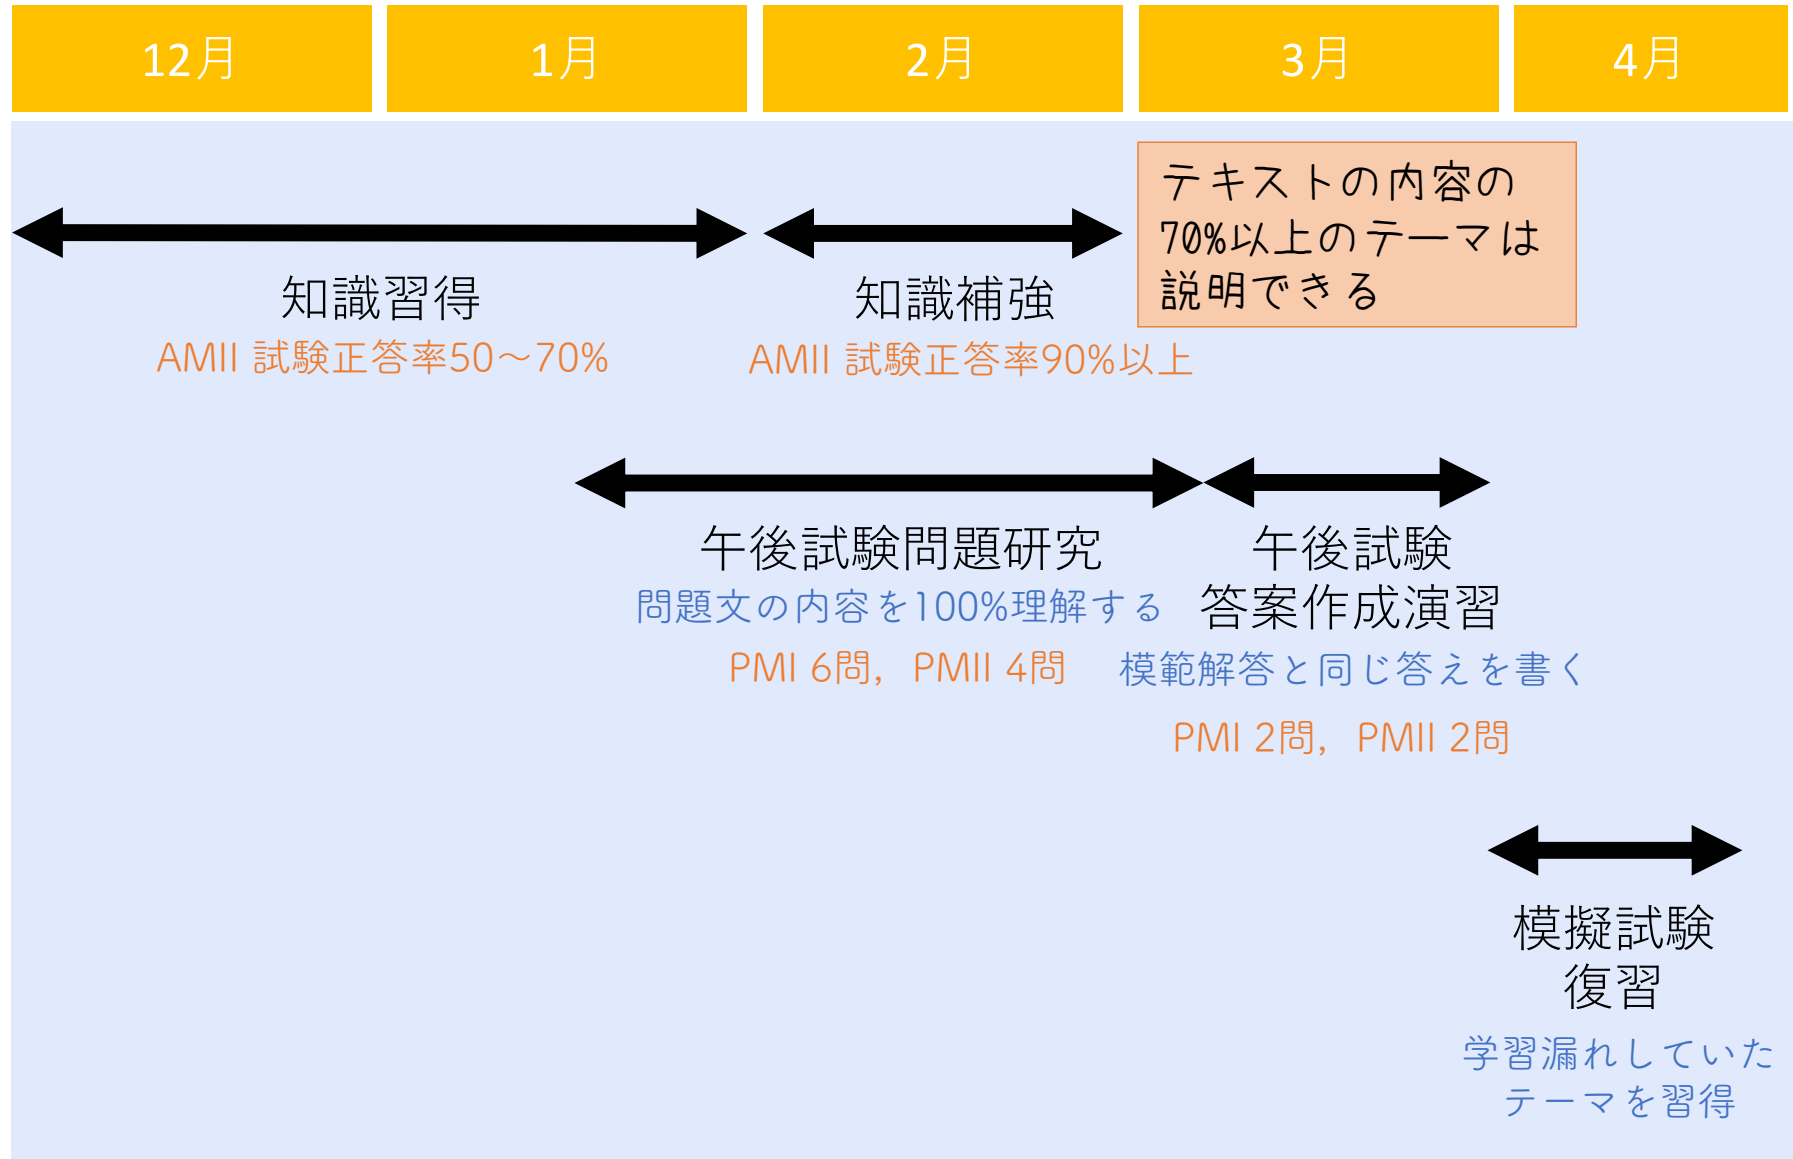 12月
1月
2月
3月
4月
テキストの内容の
70%以上のテーマは
説明できる
知識習得
AMII 試験正答率50～70%
知識補強
AMII 試験正答率90%以上
午後試験問題研究
問題文の内容を100%理解する
PMI 6問，PMII 4問
午後試験
答案作成演習
模範解答と同じ答えを書く
PMI 2問，PMII 2問
模擬試験
復習
学習漏れしていた
テーマを習得